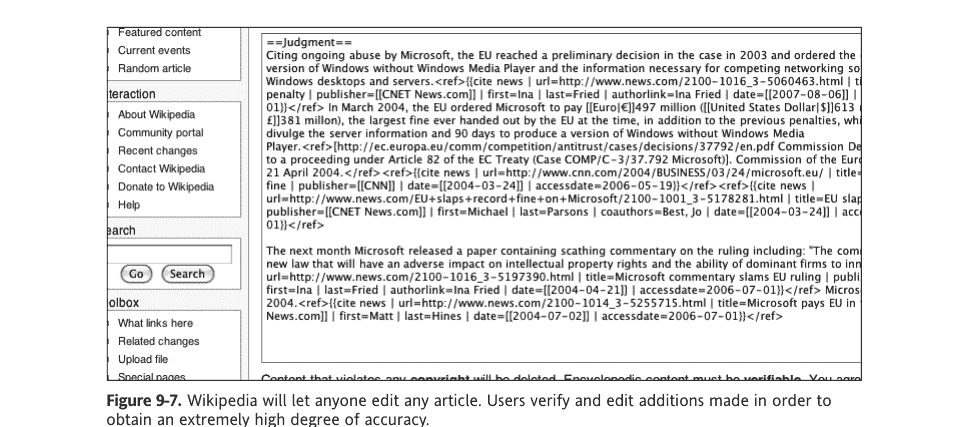 Featured content
Current events
Random article
teraction
About Wikipedia
Community portal
Recent changes
Contact Wikipedia
Donate to Wikipedia
Help
earch
Go Search
olbox
What links here
Related changes
Upload file
Special pages
==Judgment==
Citing ongoing abuse by Microsoft, the EU reached a preliminary decision in the case in 2003 and ordered the
version of Windows without Windows Media Player and the information necessary for competing networking so
Windows desktops and servers.<ref>{{cite news | url=http://www.news.com/2100-1016_3-5060463.html | ti
penalty | publisher=[[CNET News.com]] | first=Ina | last=Fried | authorlink=Ina Fried | date=[[2007-08-06]] |
01}}</ref> In March 2004, the EU ordered Microsoft to pay [[Euro|€]]497 million ([[United States Dollar|$]]613
£]]381 millon), the largest fine ever handed out by the EU at the time, in addition to the previous penalties, whi
divulge the server information and 90 days to produce a version of Windows without Windows Media
Player.<ref>[http://ec.europa.eu/comm/competition/antitrust/cases/decisions/37792/en.pdf Commission De
to a proceeding under Article 82 of the EC Treaty (Case COMP/C-3/37.792 Microsoft)]. Commission of the Euro
21 April 2004.</ref><ref>{{cite news | url=http://www.cnn.com/2004/BUSINESS/03/24/microsoft.eu/ | title=
fine | publisher=[[CNN]] | date=[[2004-03-24]] | accessdate=2006-05-19}}</ref><ref>{{cite news |
url=http://www.news.com/EU+slaps+record+fine+on+Microsoft/2100-1001_3-5178281.html | title=EU slap
publisher=[[CNET News.com]] | first=Michael | last=Parsons | coauthors=Best, Jo | date=[[2004-03-24]] | acce
01}}</ref>
The next month Microsoft released a paper containing scathing commentary on the ruling including: "The com
new law that will have an adverse impact on intellectual property rights and the ability of dominant firms to inn
url=http://www.news.com/2100-1016_3-5197390.html | title=Microsoft commentary slams EU ruling | publi
first=Ina | last=Fried | authorlink=Ina Fried | date=[[2004-04-21]] | accessdate=2006-07-01}}</ref> Micros
2004.<ref>{{cite news | url=http://www.news.com/2100-1014_3-5255715.html | title=Microsoft pays EU in
News.com]] | first=Matt | last=Hines | date=[[2004-07-02]] | accessdate=2006-07-01}}</ref>
Content that violates any copyright will be deleted. Encyclopedic content must be verifiable. You agre
Figure 9-7. Wikipedia will let anyone edit any article. Users verify and edit additions made in order to
obtain an extremely high degree of accuracy.